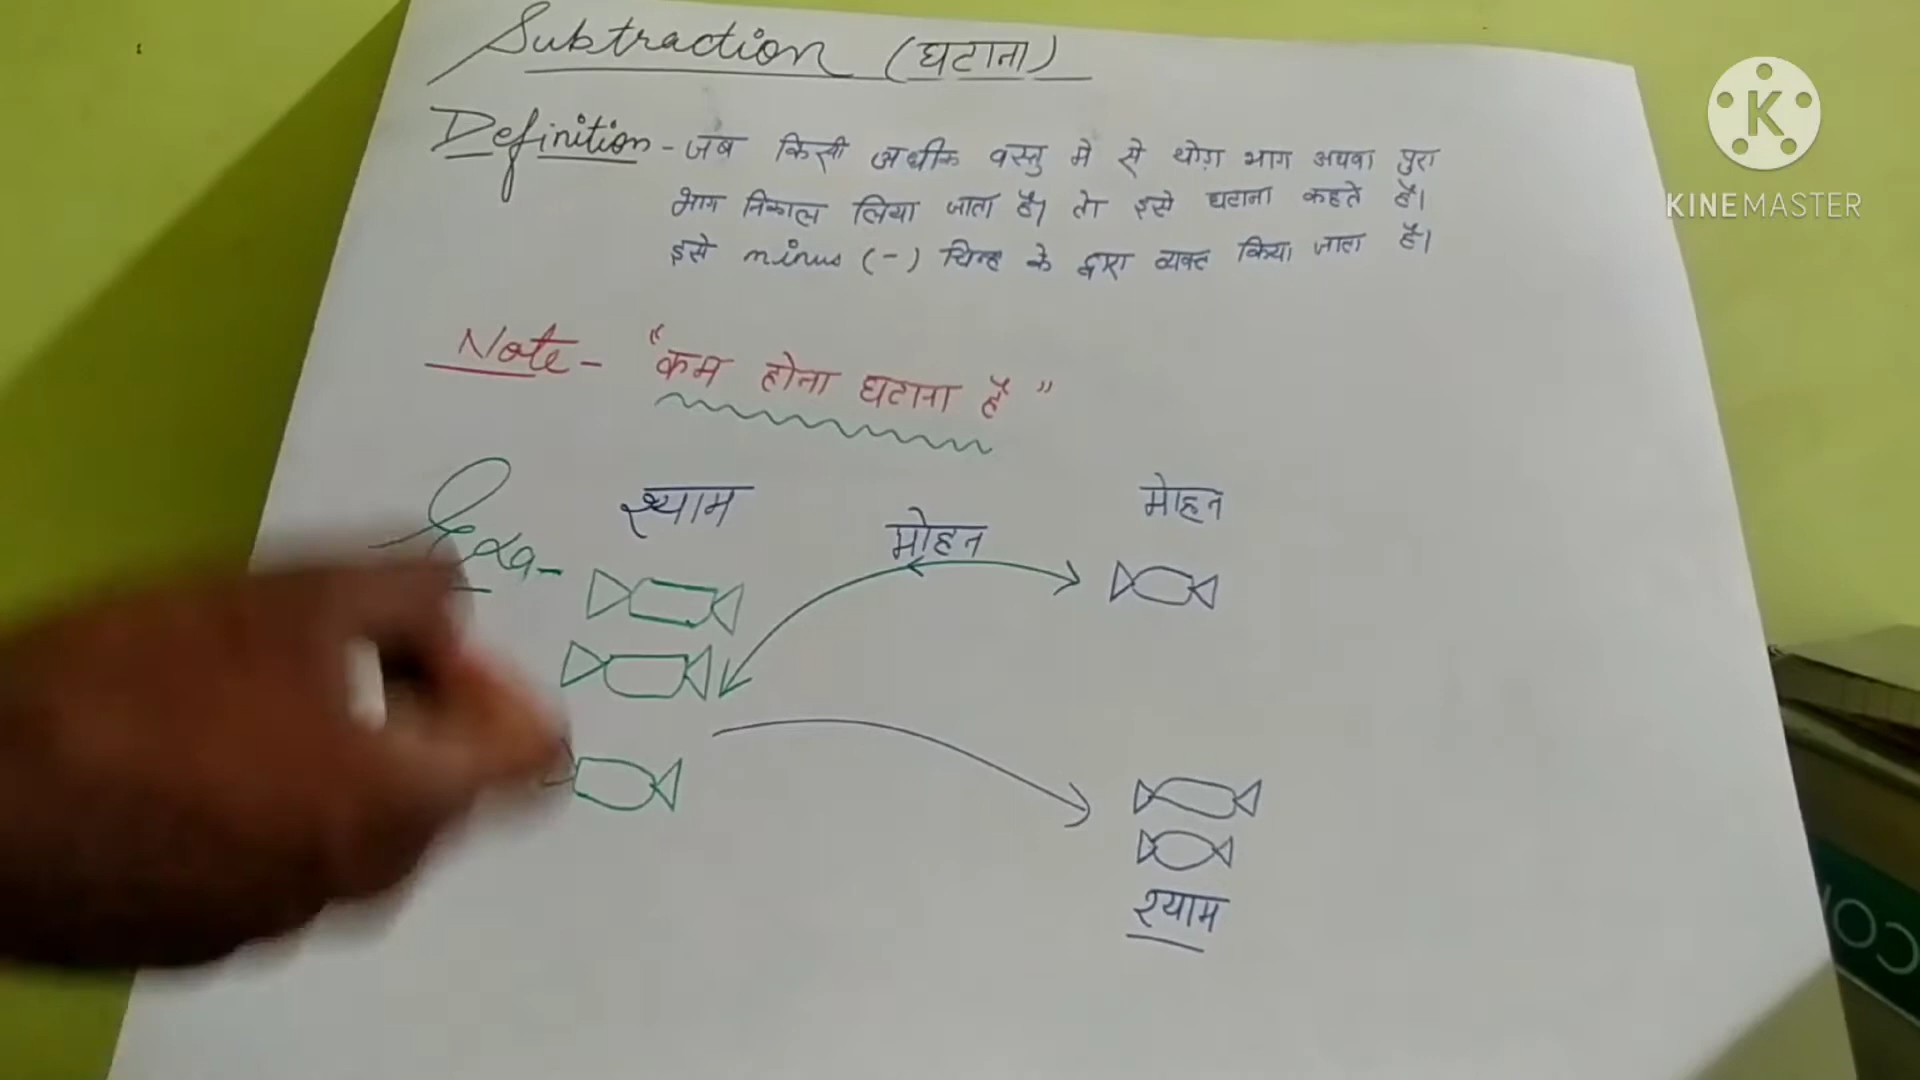 Subtraction (घटाना)
Definition - जब किसी अधीक वस्तु मे से थोड़ा भाग अथवा पुरा
भाग निकाल लिया जाता है। तो इसे घटाना कहते है।
इसे minus (-) चिन्ह के द्वारा व्यक्त किया जाता है।
Note - "कम होना घटाना है"
Exa -
श्याम
मोहन
मोहन
श्याम
K
KINEMASTER
CO